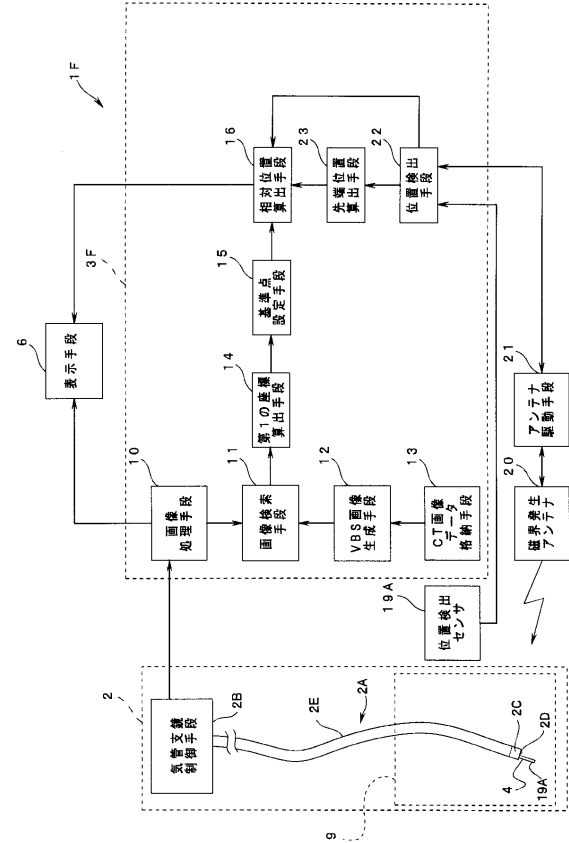 1F
3F
6
表示手段
2
気管支鏡
制御手段
2B
10
画像
処理手段
11
画像検索
手段
12
VBS画像
生成手段
13
CT画像
データ
格納手段
14
第1の座標
算出手段
15
基準点
設定手段
16
相対位置
算出手段
23
先端位置
算出手段
22
位置検出
手段
2E
2A
9
2C
2D
4
19A
19A
位置検出
センサ
20
磁界発生
アンテナ
21
アンテナ
駆動手段